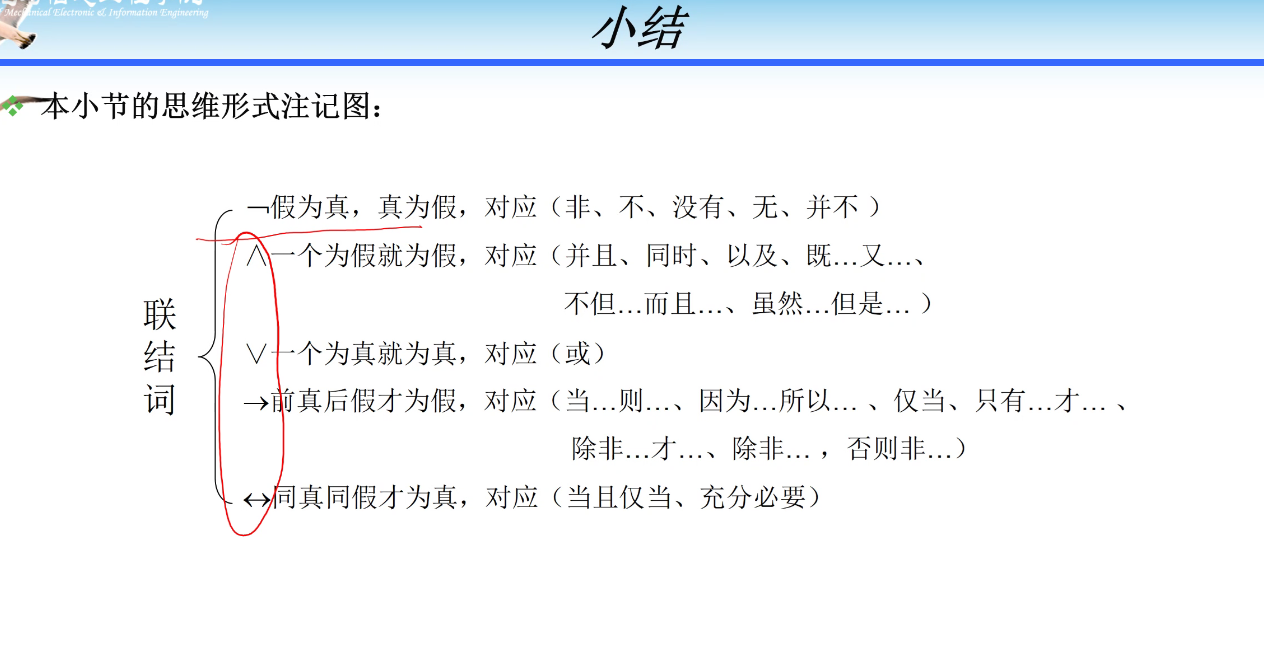 Mechanical Electronic & Information Engineering
小结
本小节的思维形式注记图：
联结词
¬假为真，真为假，对应（非、不、没有、无、并不 ）
∧一个为假就为假，对应（并且、同时、以及、既…又…、
不但…而且…、虽然…但是… ）
∨一个为真就为真，对应（或）
→前真后假才为假，对应（当…则…、因为…所以… 、仅当、只有…才… 、
除非…才…、除非… ，否则非…）
↔同真同假才为真，对应（当且仅当、充分必要）